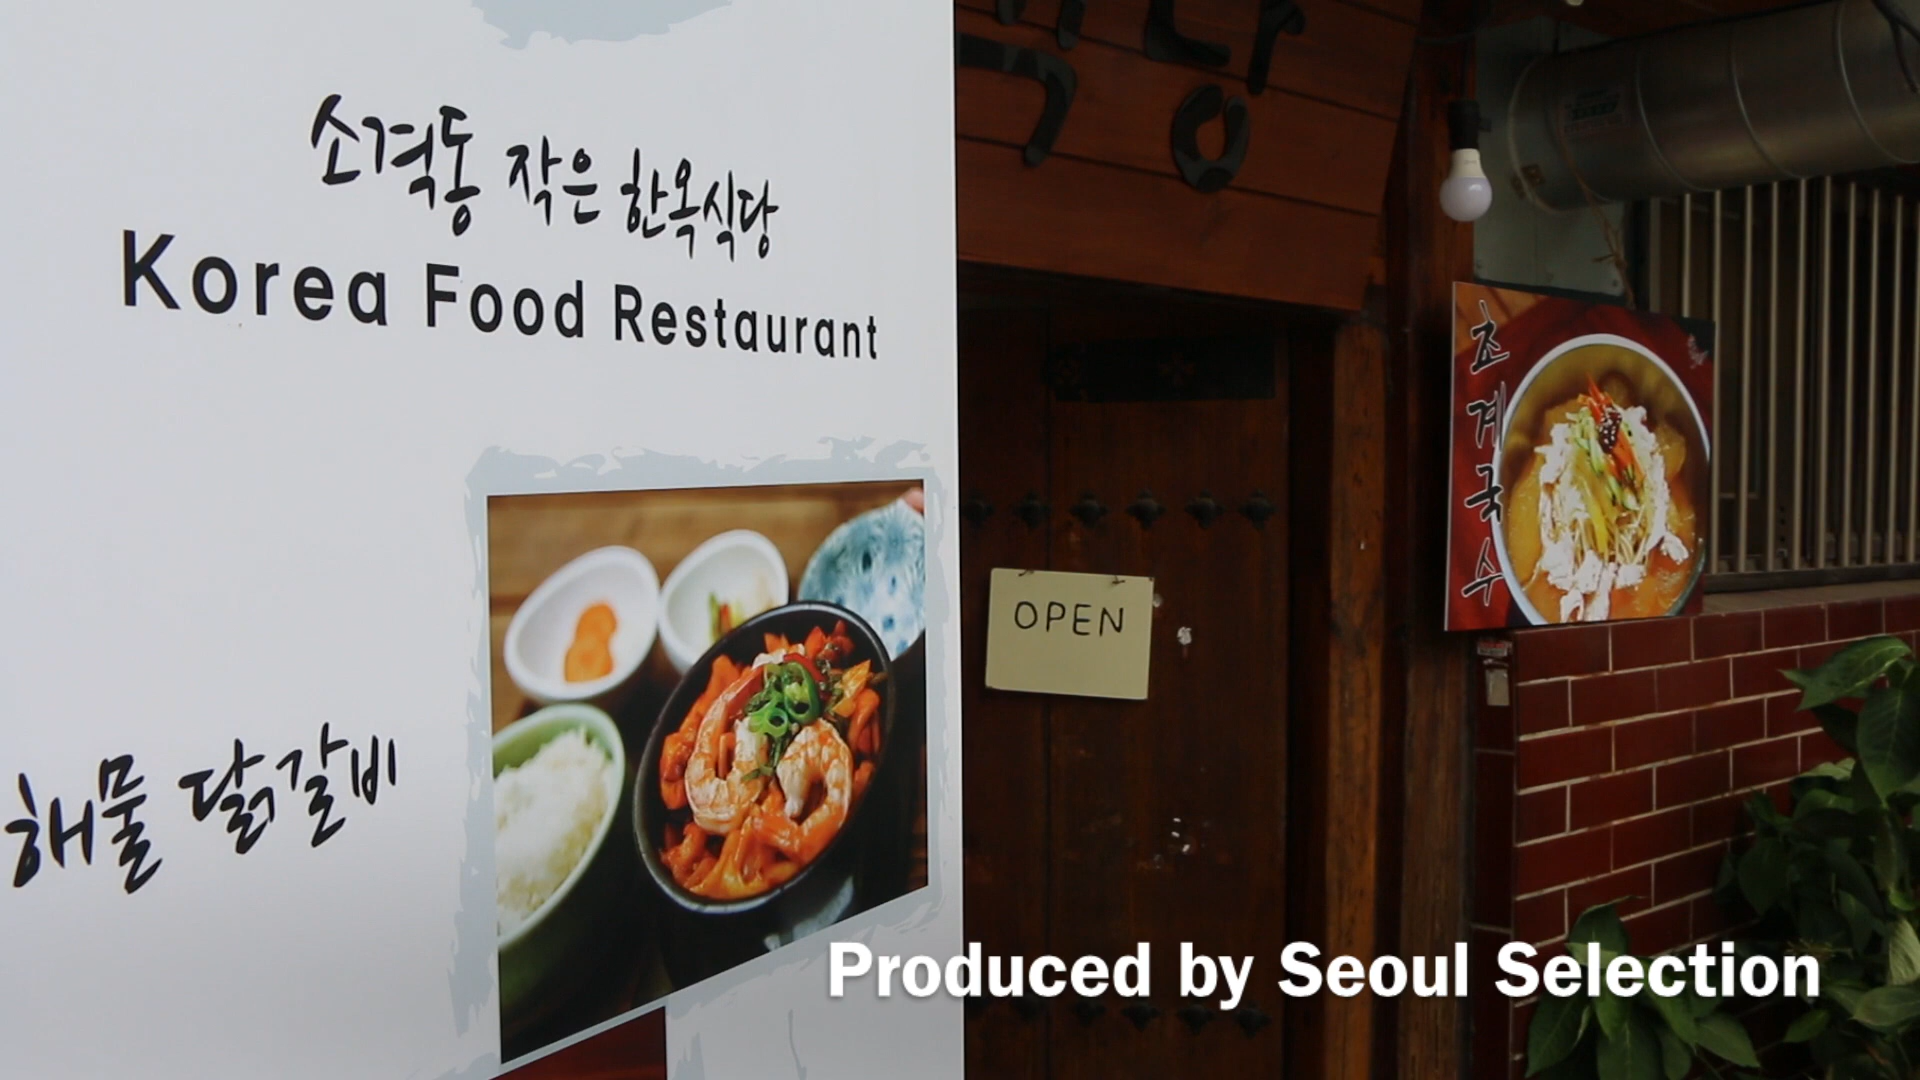 소격동 작은 한옥식당
Korea Food Restaurant
해물 닭갈비
OPEN
초계국수
Produced by Seoul Selection